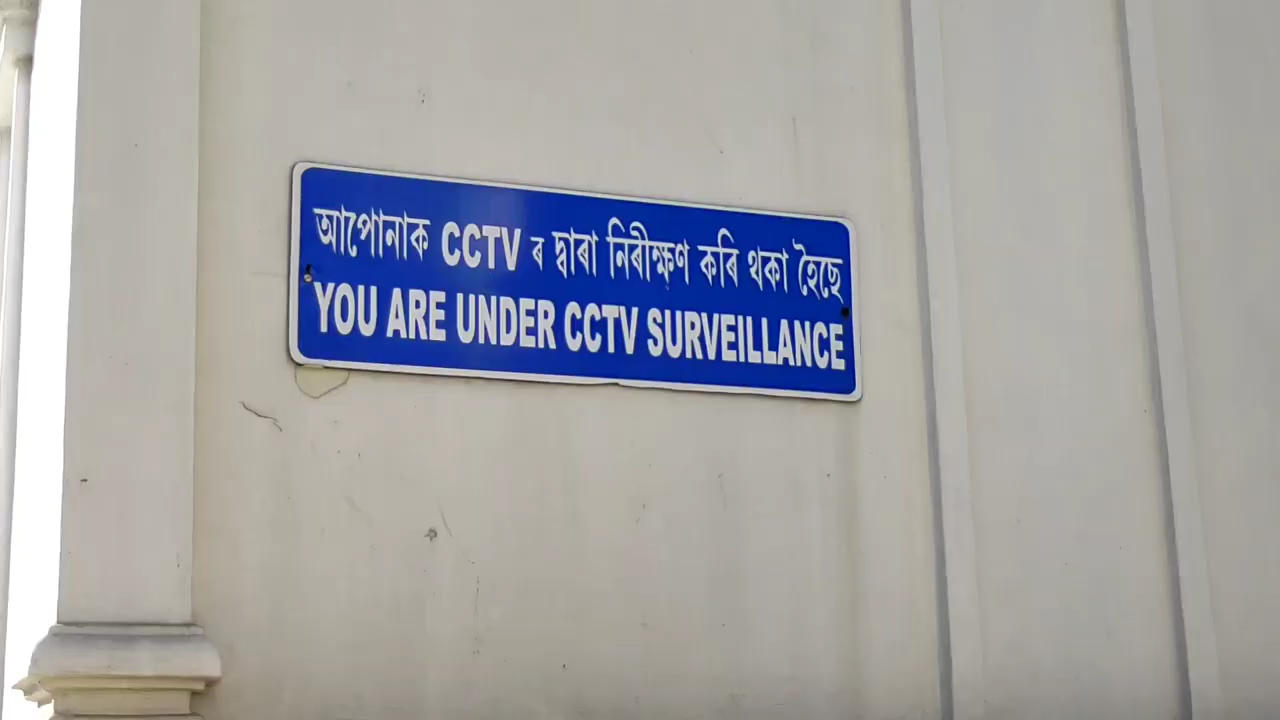 আপোনাক CCTV ৰ দ্বাৰা নিৰীক্ষণ কৰি থকা হৈছে
YOU ARE UNDER CCTV SURVEILLANCE